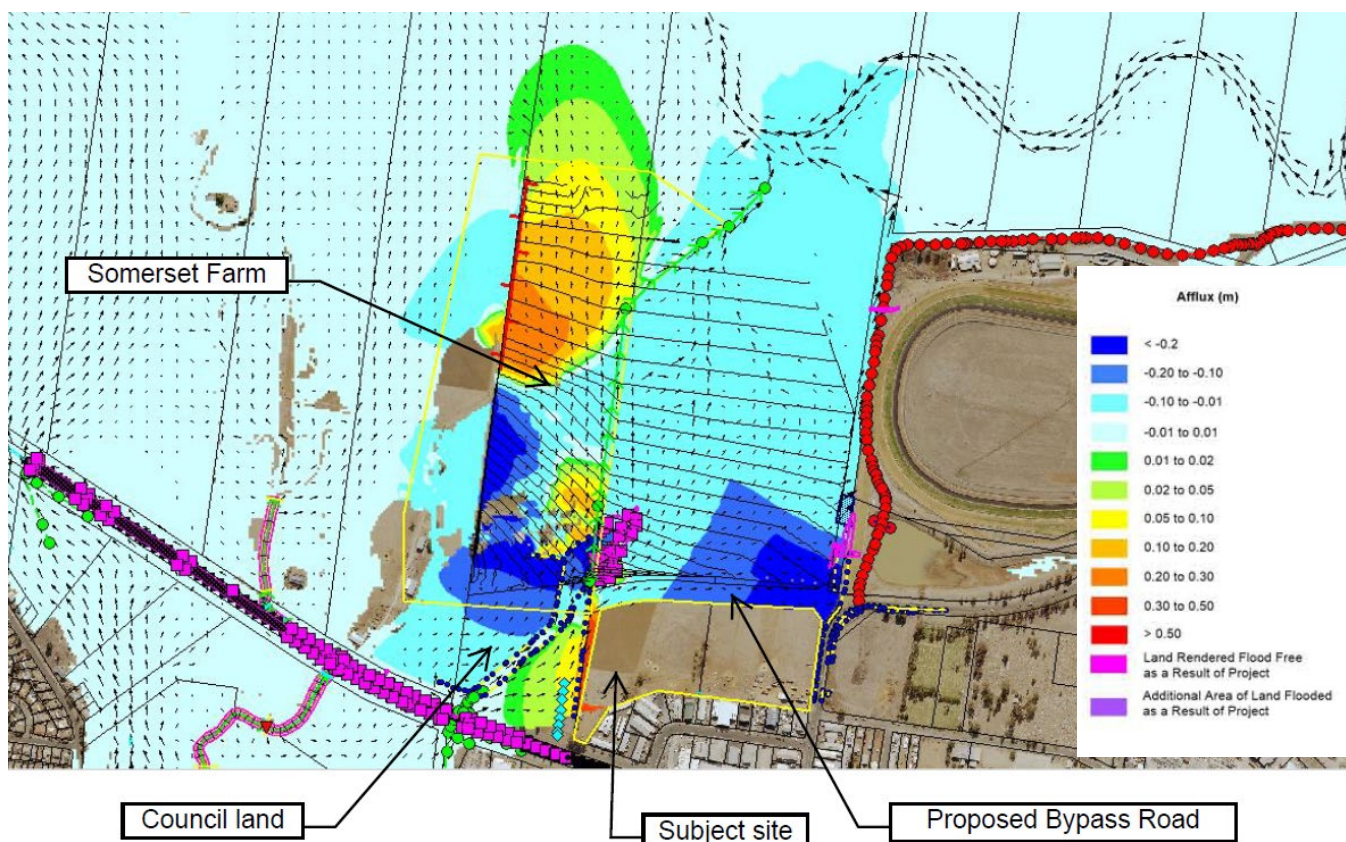 Somerset Farm
Afflux (m)
< -0.2
-0.20 to -0.10
-0.10 to -0.01
-0.01 to 0.01
0.01 to 0.02
0.02 to 0.05
0.05 to 0.10
0.10 to 0.20
0.20 to 0.30
0.30 to 0.50
> 0.50
Land Rendered Flood Free
as a Result of Project
Additional Area of Land Flooded
as a Result of Project
Council land
Subject site
Proposed Bypass Road